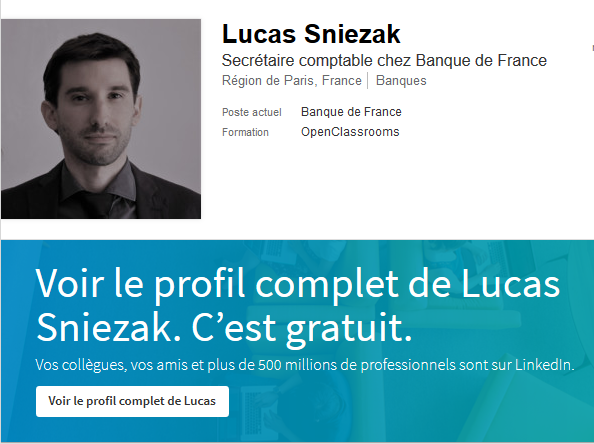 Lucas Sniezak
Secrétaire comptable chez Banque de France
Région de Paris, France | Banques
Poste actuel Banque de France
Formation OpenClassrooms
Voir le profil complet de Lucas
Sniezak. C’est gratuit.
Vos collègues, vos amis et plus de 500 millions de professionnels sont sur LinkedIn.
Voir le profil complet de Lucas